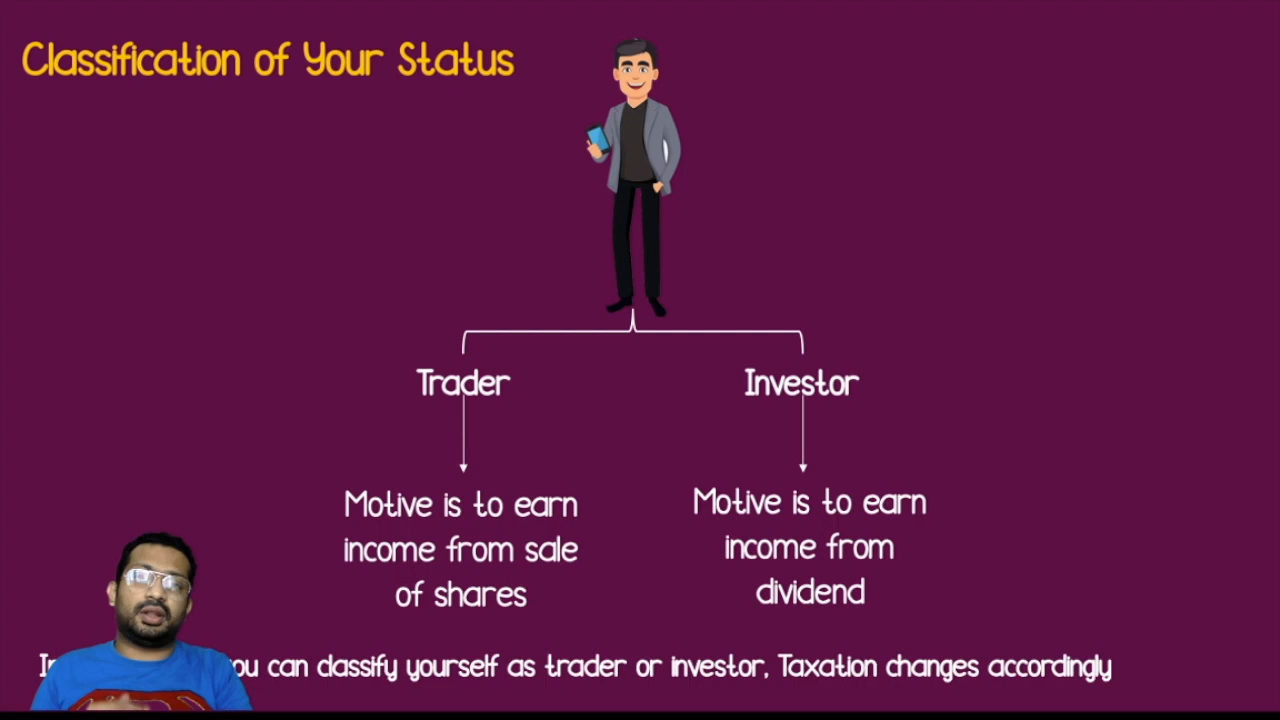 Classification of Your Status
Trader
Investor
Motive is to earn
income from sale
of shares
Motive is to earn
income from
dividend
you can classify yourself as trader or investor, Taxation changes accordingly